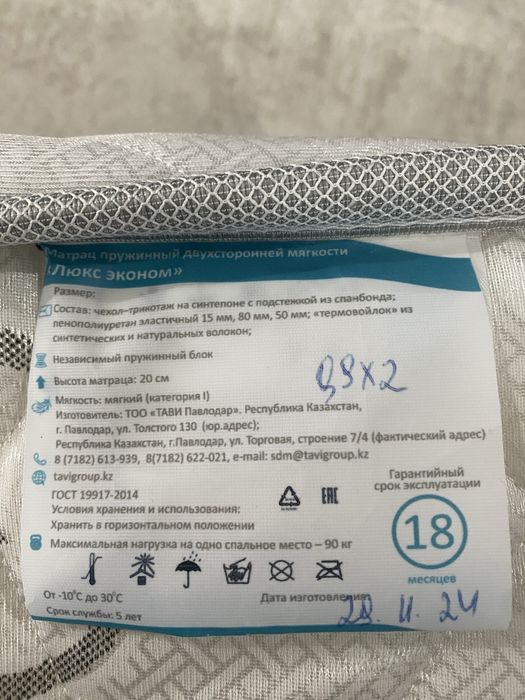 Матрац пружинный двухсторонней мягкости
«Люкс эконом»
Размер:
Состав: чехол–трикотаж на синтепоне с подстежкой из спанбонда;
пенополиуретан эластичный 15 мм, 80 мм, 50 мм; «термовойлок» из
синтетических и натуральных волокон;
Независимый пружинный блок
Высота матраца: 20 см
Мягкость: мягкий (категория I)
Изготовитель: ТОО «ТАВИ Павлодар». Республика Казахстан,
г. Павлодар, ул. Толстого 130 (юр.адрес);
Республика Казахстан, г.Павлодар, ул. Торговая, строение 7/4 (фактический адрес)
8 (7182) 613-939, 8(7182) 622-021, e-mail: sdm@tavigroup.kz
tavigroup.kz
ГОСТ 19917-2014
Условия хранения и использования:
Хранить в горизонтальном положении
Максимальная нагрузка на одно спальное место – 90 кг
ЕАС
Гарантийный
срок эксплуатации
18
месяцев
От -10°С до 30°С
Срок службы: 5 лет
Дата изготовления:
28. 11. 24